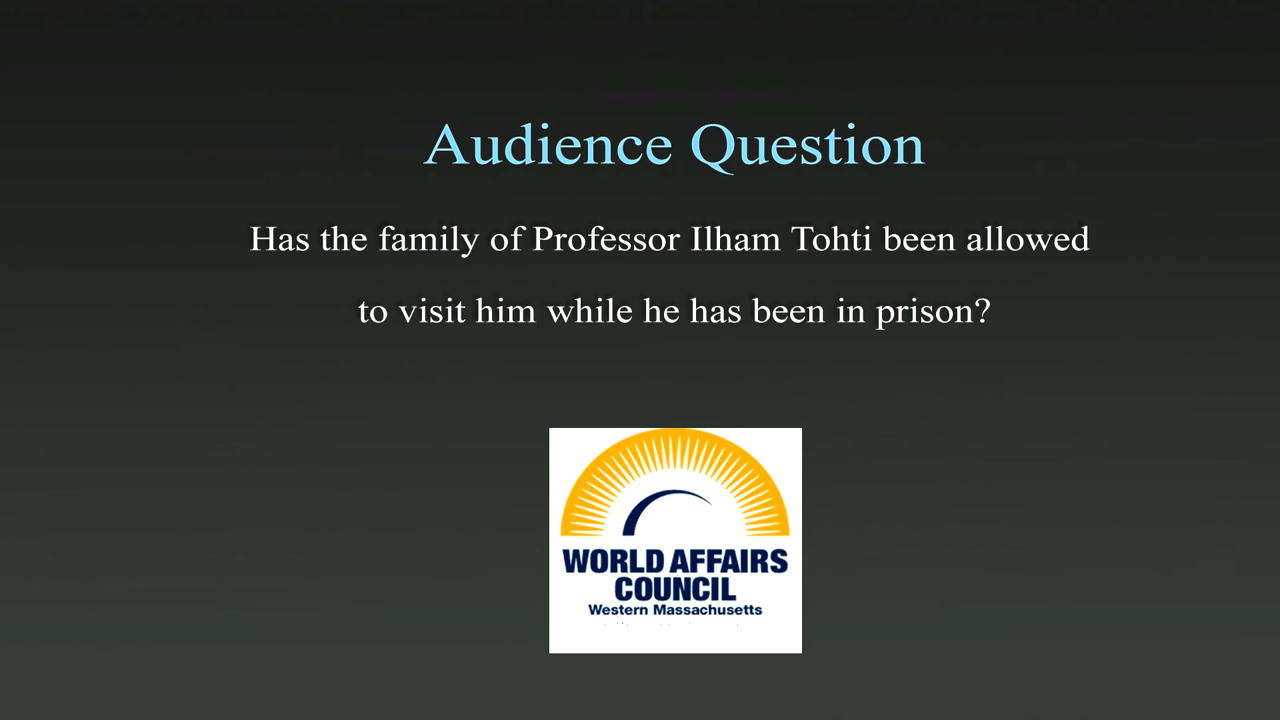 Audience Question
Has the family of Professor Ilham Tohti been allowed
to visit him while he has been in prison?
WORLD AFFAIRS
COUNCIL
Western Massachusetts